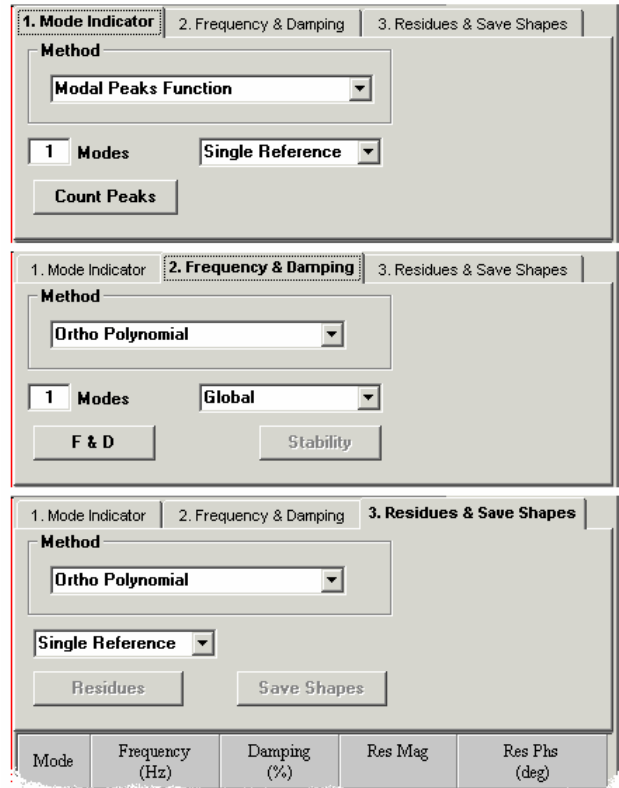 1. Mode Indicator 2. Frequency & Damping 3. Residues & Save Shapes
Method
Modal Peaks Function
1 Modes Single Reference
Count Peaks
1. Mode Indicator 2. Frequency & Damping 3. Residues & Save Shapes
Method
Ortho Polynomial
1 Modes Global
F & D Stability
1. Mode Indicator 2. Frequency & Damping 3. Residues & Save Shapes
Method
Ortho Polynomial
Single Reference
Residues Save Shapes
Mode Frequency Damping Res Mag Res Phs
(Hz) (%) (deg)